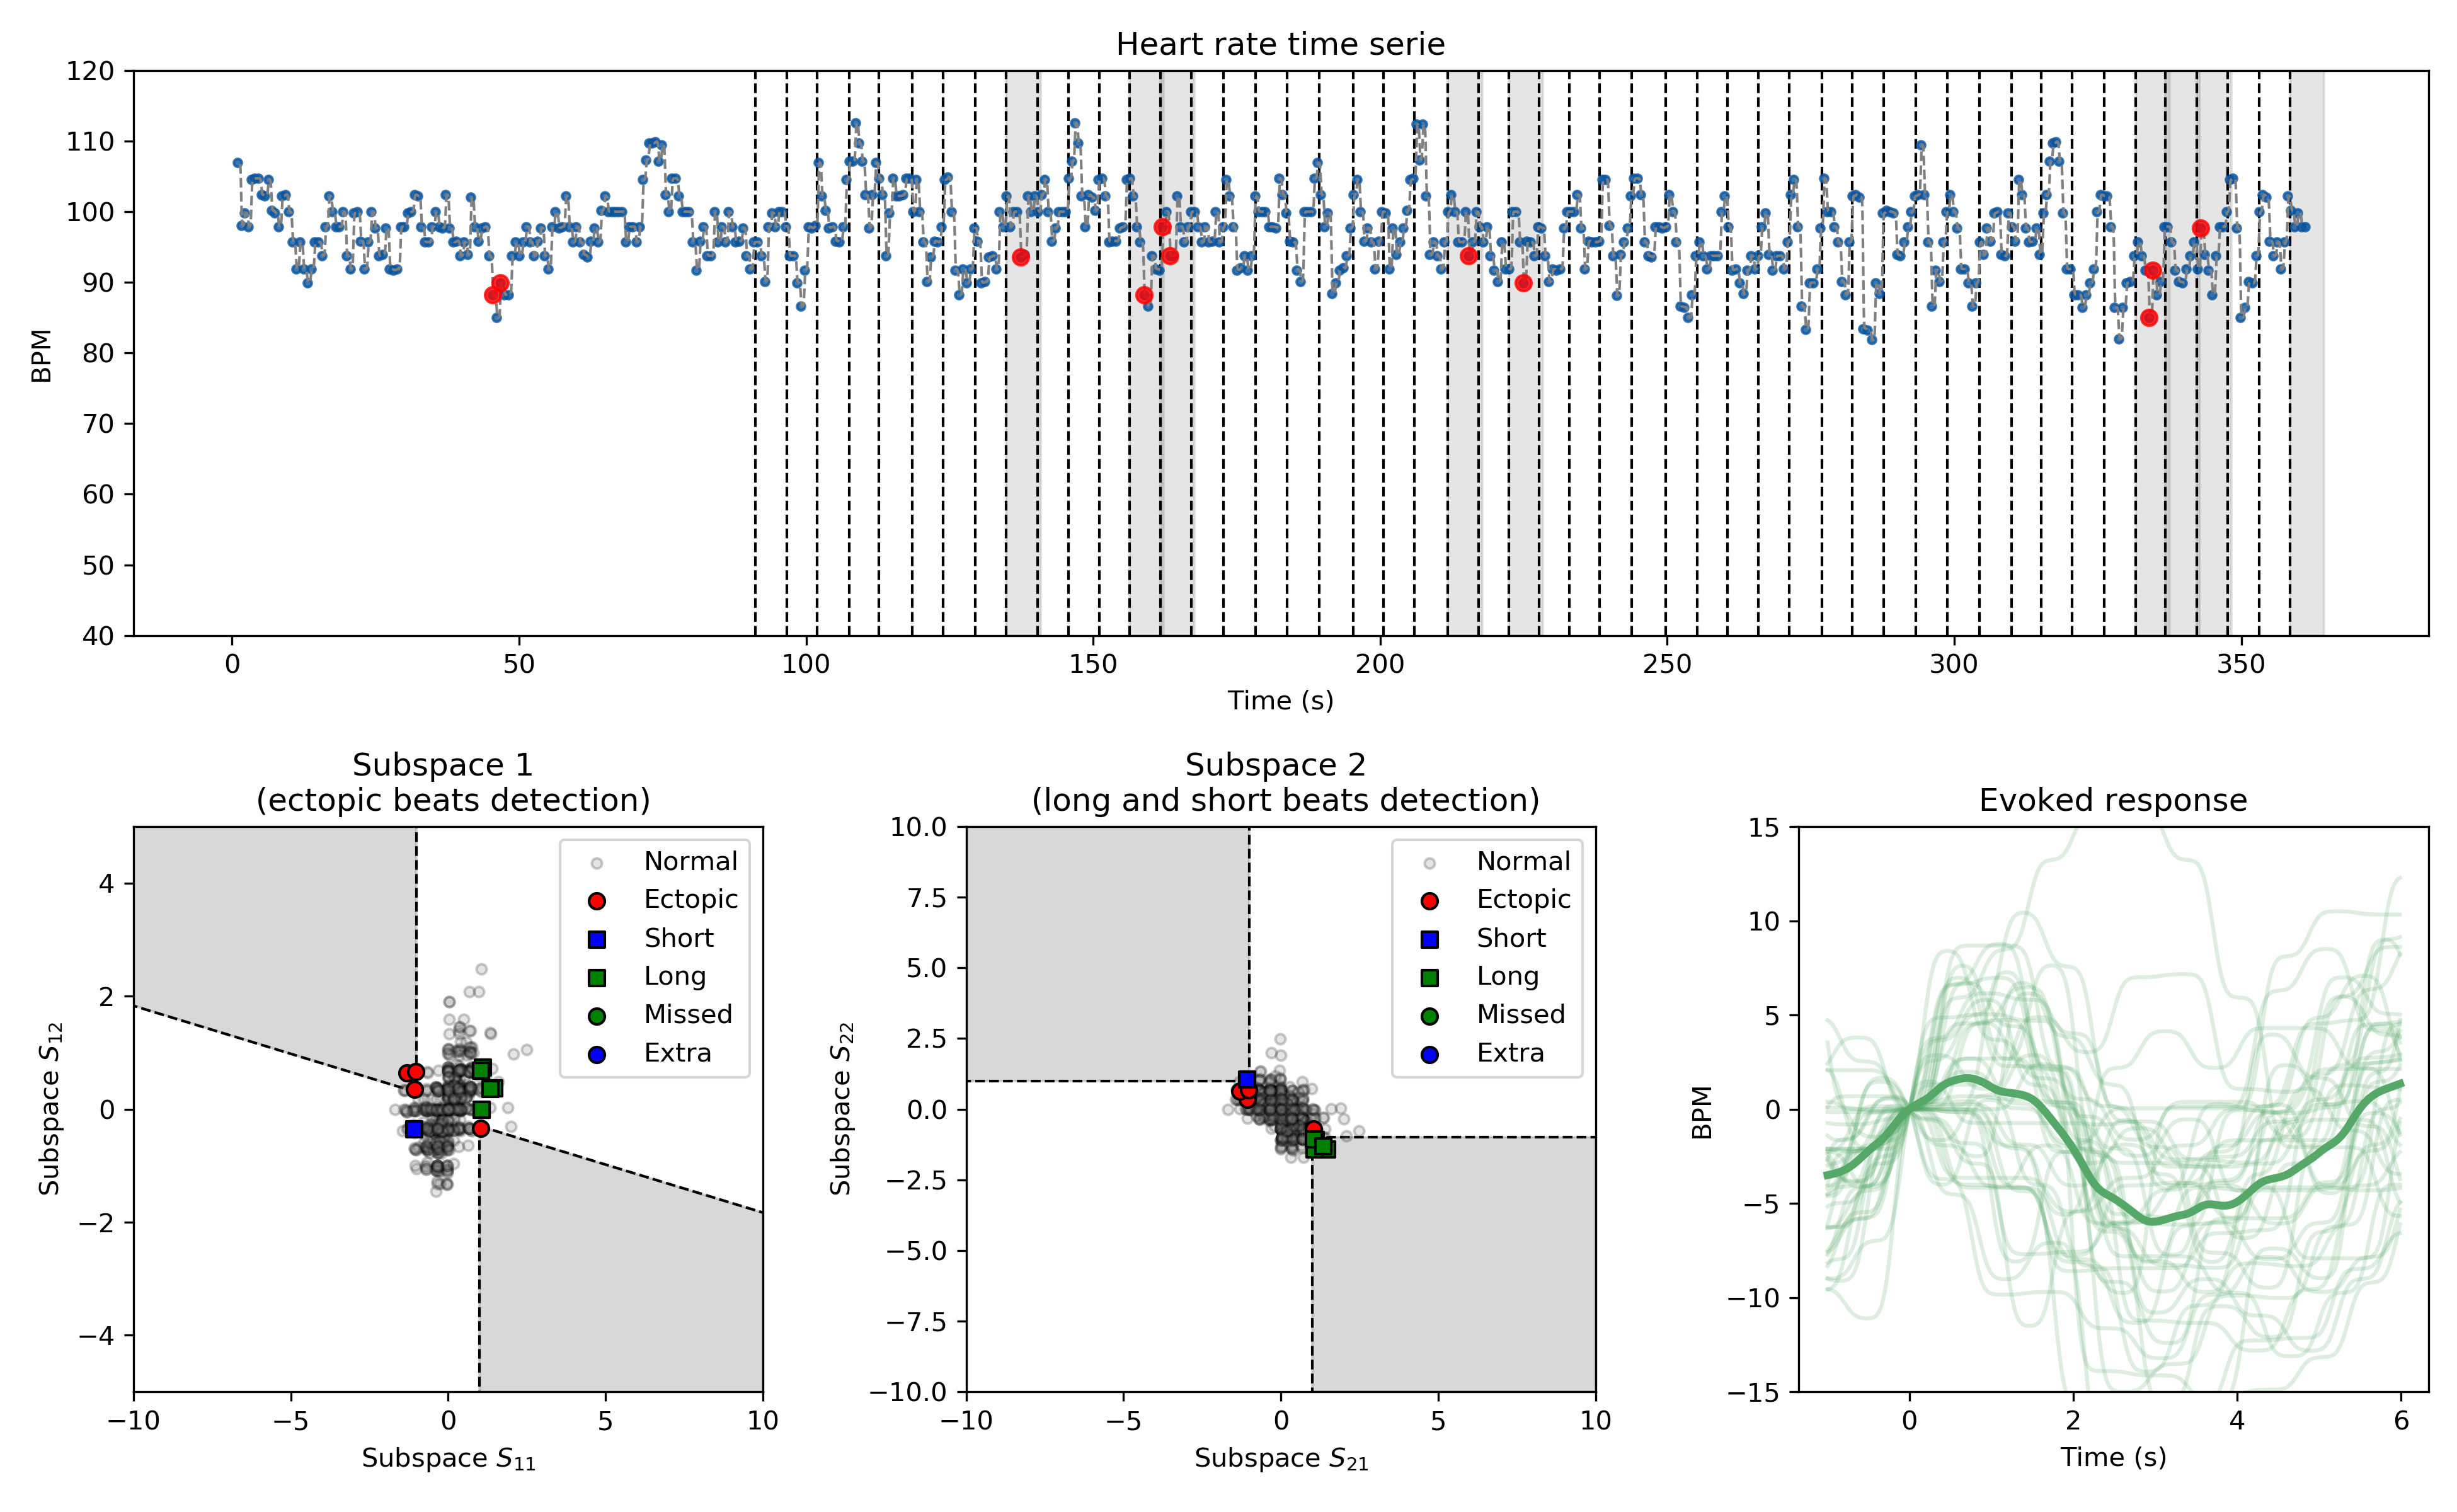 Heart rate time serie
120
110
100
90
80
70
60
50
40
BPM
0 50 100 150 200 250 300 350
Time (s)
Subspace 1
(ectopic beats detection)
4
2
0
−2
−4
Subspace S12
−10 −5 0 5 10
Subspace S11
Normal
Ectopic
Short
Long
Missed
Extra
Subspace 2
(long and short beats detection)
10.0
7.5
5.0
2.5
0.0
−2.5
−5.0
−7.5
−10.0
Subspace S22
−10 −5 0 5 10
Subspace S21
Normal
Ectopic
Short
Long
Missed
Extra
Evoked response
15
10
5
0
−5
−10
−15
BPM
0 2 4 6
Time (s)